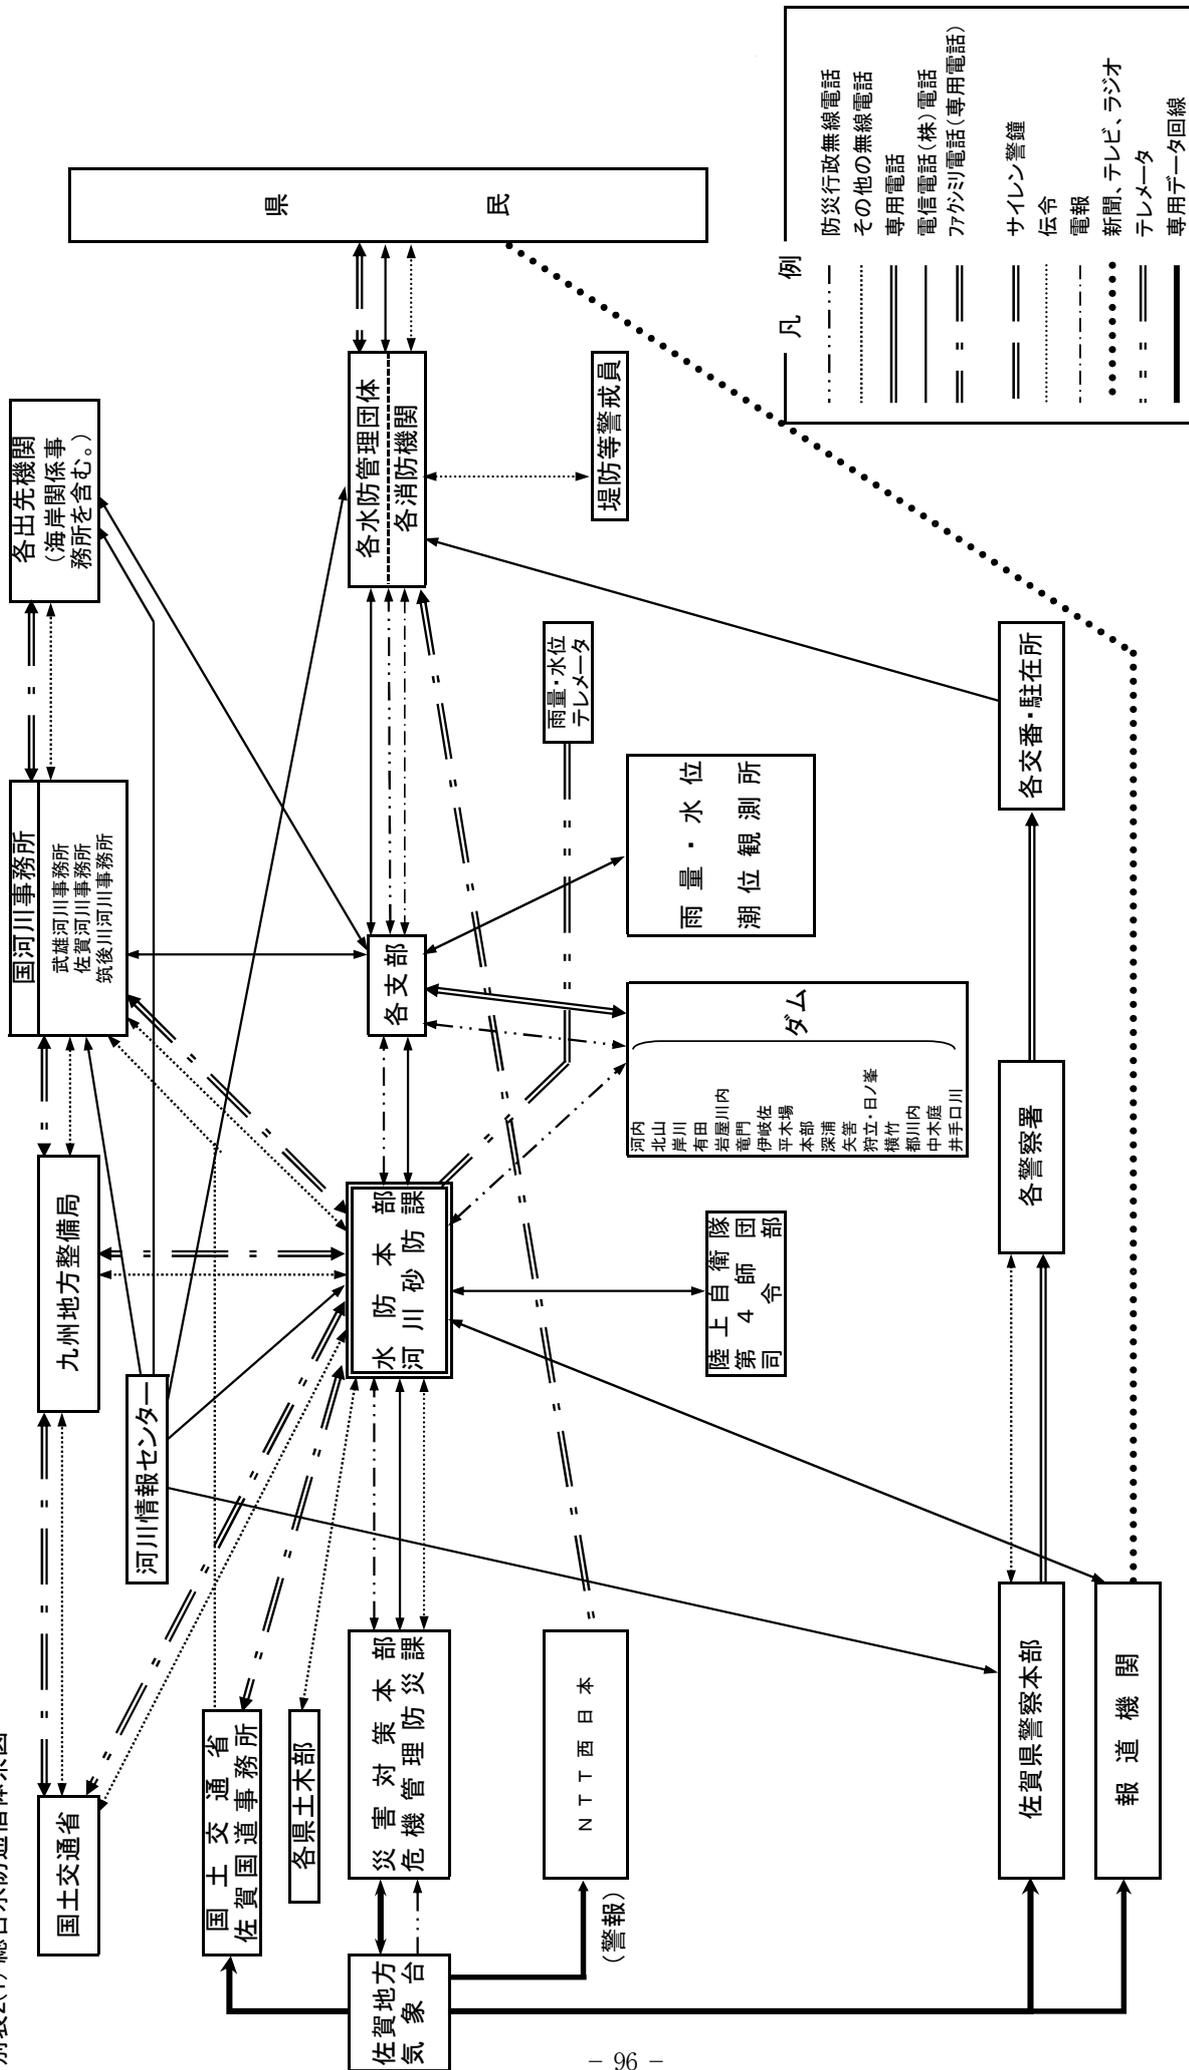 別表2(1) 総合水防通信体系図
国土交通省
九州地方整備局
国河川事務所
武雄河川事務所
佐賀河川事務所
筑後川河川事務所
各出先機関
(海岸関係事
務所を含む。)
河川情報センター
国土交通省
佐賀国道事務所
各県土木部
佐賀地方
気象台
災害対策本部
危機管理防災課
水防本部
河川砂防課
各支部
各水防管理団体
各消防機関
県民
NTT西日本
(警報)
雨量・水位
テレメータ
堤防等警戒員
雨量・水位
潮位観測所
河内
北山
岸川
有田
岩屋川内
竜門
伊岐佐
平木場
本部
深浦
矢筈
狩立・日ノ峯
横竹
都川内
中木庭
井手口川
ダム
陸上自衛隊
第4師団
司令部
佐賀県警察本部
各警察署
各交番・駐在所
報道機関
凡例
防災行政無線電話
その他の無線電話
専用電話
電信電話(株)電話
ファクシミリ電話(専用電話)
サイレン警鐘
伝令
電報
新聞、テレビ、ラジオ
テレメータ
専用データ回線
− 96 −